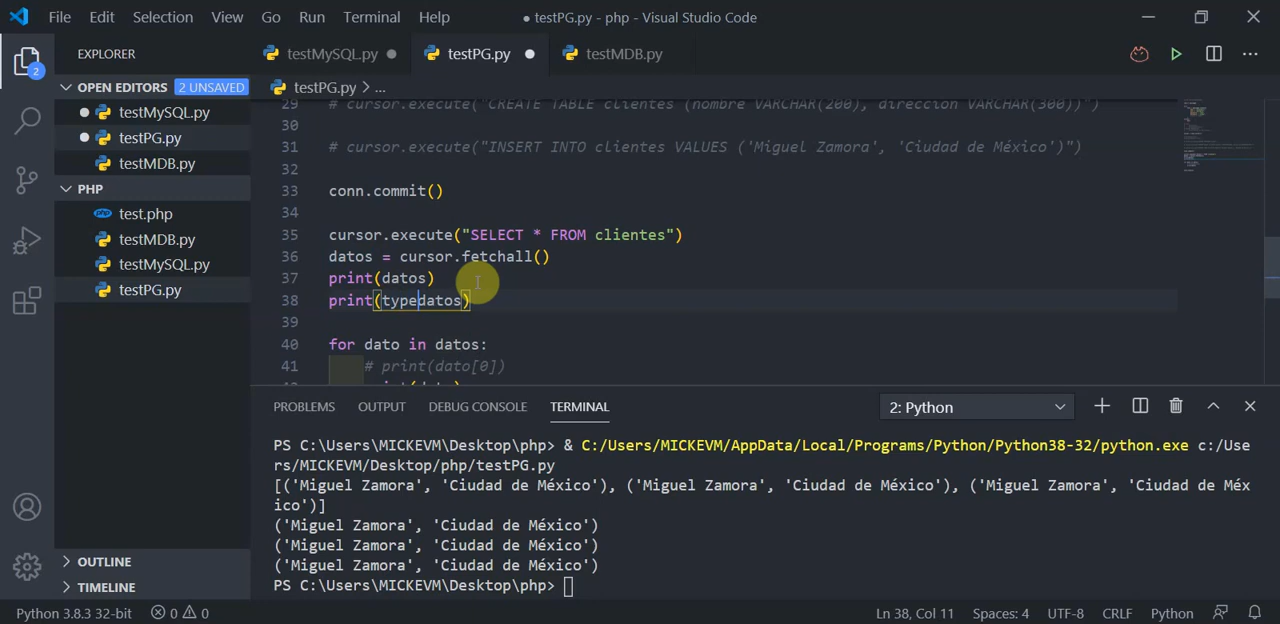 File Edit Selection View Go Run Terminal Help
● testPG.py - php - Visual Studio Code
EXPLORER
testMySQL.py ●
testPG.py ●
testMDB.py
OPEN EDITORS 2 UNSAVED
testPG.py > ...
● testMySQL.py
● testPG.py
testMDB.py
PHP
test.php
testMDB.py
testMySQL.py
testPG.py
2
29 # cursor.execute('CREATE TABLE clientes (nombre VARCHAR(200), direccion VARCHAR(300))')
30
31 # cursor.execute("INSERT INTO clientes VALUES ('Miguel Zamora', 'Ciudad de México')")
32
33 conn.commit()
34
35 cursor.execute("SELECT * FROM clientes")
36 datos = cursor.fetchall()
37 print(datos)
38 print(typedatos)
39
40 for dato in datos:
41 # print(dato[0])
PROBLEMS OUTPUT DEBUG CONSOLE TERMINAL
2: Python
PS C:\Users\MICKEVM\Desktop\php> & C:/Users/MICKEVM/AppData/Local/Programs/Python/Python38-32/python.exe c:/Use
rs/MICKEVM/Desktop/php/testPG.py
[('Miguel Zamora', 'Ciudad de México'), ('Miguel Zamora', 'Ciudad de México'), ('Miguel Zamora', 'Ciudad de Méx
ico')]
('Miguel Zamora', 'Ciudad de México')
('Miguel Zamora', 'Ciudad de México')
('Miguel Zamora', 'Ciudad de México')
PS C:\Users\MICKEVM\Desktop\php>
OUTLINE
TIMELINE
Python 3.8.3 32-bit 0 0
Ln 38, Col 11 Spaces: 4 UTF-8 CRLF Python